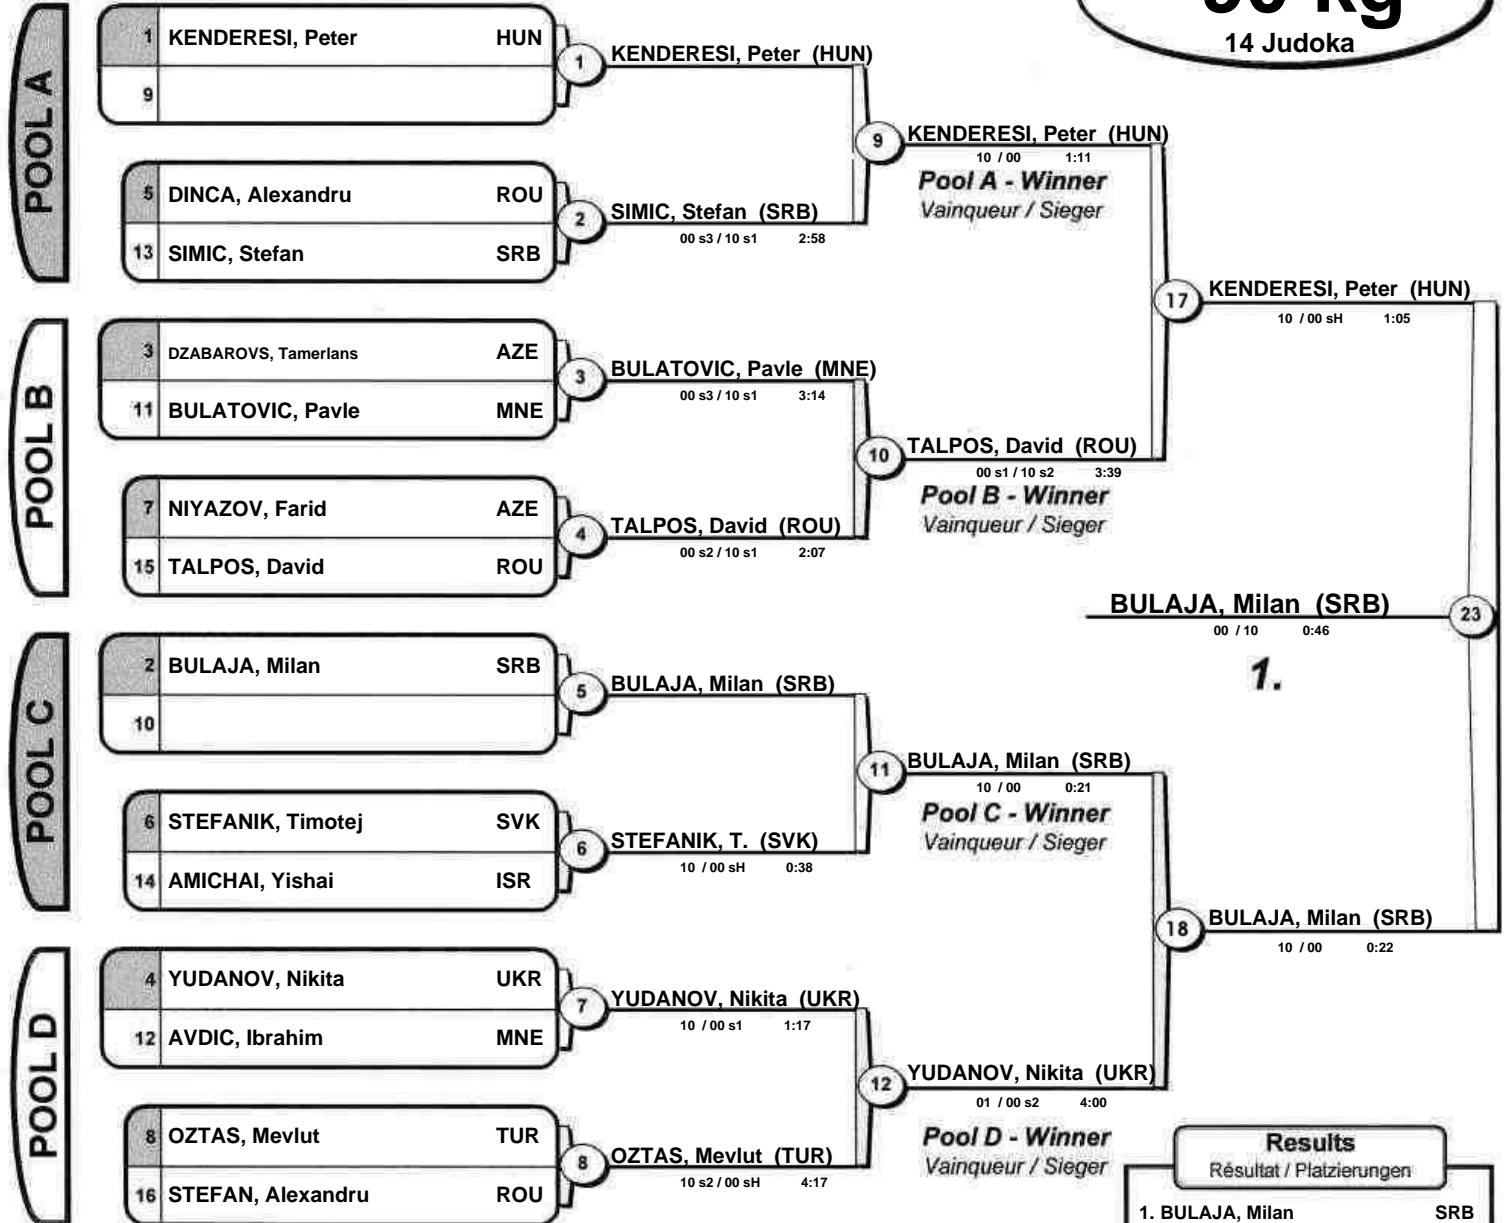 14 Judoka
POOL A
1 KENDERESI, Peter HUN
9
1
KENDERESI, Peter (HUN)
5 DINCA, Alexandru ROU
13 SIMIC, Stefan SRB
2
SIMIC, Stefan (SRB)
00 s3 / 10 s1 2:58
9
KENDERESI, Peter (HUN)
10 / 00 1:11
Pool A - Winner
Vainqueur / Sieger
POOL B
3 DZABAROVS, Tamerlans AZE
11 BULATOVIC, Pavle MNE
3
BULATOVIC, Pavle (MNE)
00 s3 / 10 s1 3:14
7 NIYAZOV, Farid AZE
15 TALPOS, David ROU
4
TALPOS, David (ROU)
00 s2 / 10 s1 2:07
10
TALPOS, David (ROU)
00 s1 / 10 s2 3:39
Pool B - Winner
Vainqueur / Sieger
17
KENDERESI, Peter (HUN)
10 / 00 sH 1:05
BULAJA, Milan (SRB)
00 / 10 0:46
23
1.
POOL C
2 BULAJA, Milan SRB
10
5
BULAJA, Milan (SRB)
6 STEFANIK, Timotej SVK
14 AMICHAI, Yishai ISR
6
STEFANIK, T. (SVK)
10 / 00 sH 0:38
11
BULAJA, Milan (SRB)
10 / 00 0:21
Pool C - Winner
Vainqueur / Sieger
POOL D
4 YUDANOV, Nikita UKR
12 AVDIC, Ibrahim MNE
7
YUDANOV, Nikita (UKR)
10 / 00 s1 1:17
8 OZTAS, Mevlut TUR
16 STEFAN, Alexandru ROU
8
OZTAS, Mevlut (TUR)
10 s2 / 00 sH 4:17
12
YUDANOV, Nikita (UKR)
01 / 00 s2 4:00
Pool D - Winner
Vainqueur / Sieger
18
BULAJA, Milan (SRB)
10 / 00 0:22
Results
Résultat / Platzierungen
1. BULAJA, Milan SRB